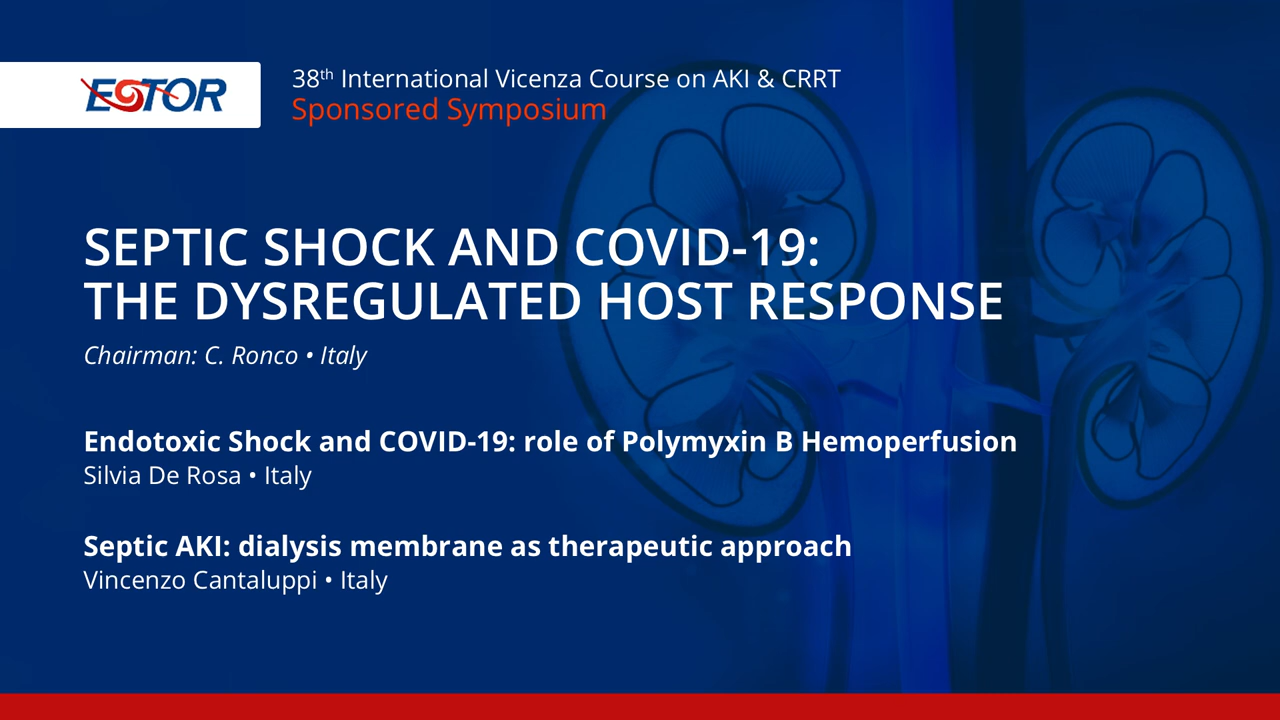 ESTOR
38th International Vicenza Course on AKI & CRRT
Sponsored Symposium
SEPTIC SHOCK AND COVID-19:
THE DYSREGULATED HOST RESPONSE
Chairman: C. Ronco • Italy
Endotoxic Shock and COVID-19: role of Polymyxin B Hemoperfusion
Silvia De Rosa • Italy
Septic AKI: dialysis membrane as therapeutic approach
Vincenzo Cantaluppi • Italy